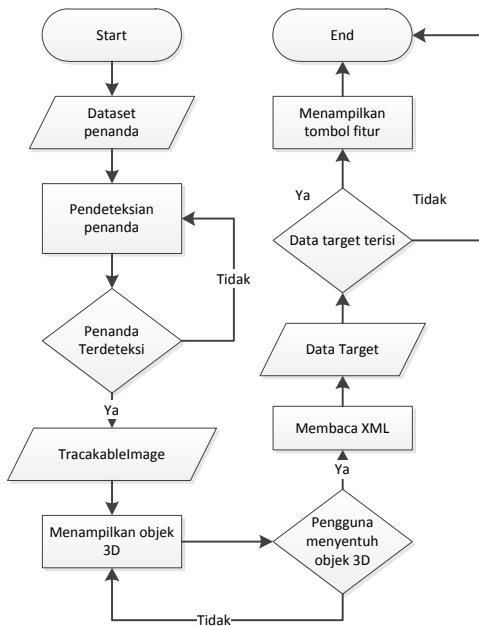 Start
Dataset
penanda
Pendeteksian
penanda
Tidak
Penanda
Terdeteksi
Ya
TracakableImage
Menampilkan objek
3D
Tidak
Pengguna
menyentuh
objek 3D
Ya
Membaca XML
Data Target
Data target terisi
Ya
Tidak
Menampilkan
tombol fitur
End